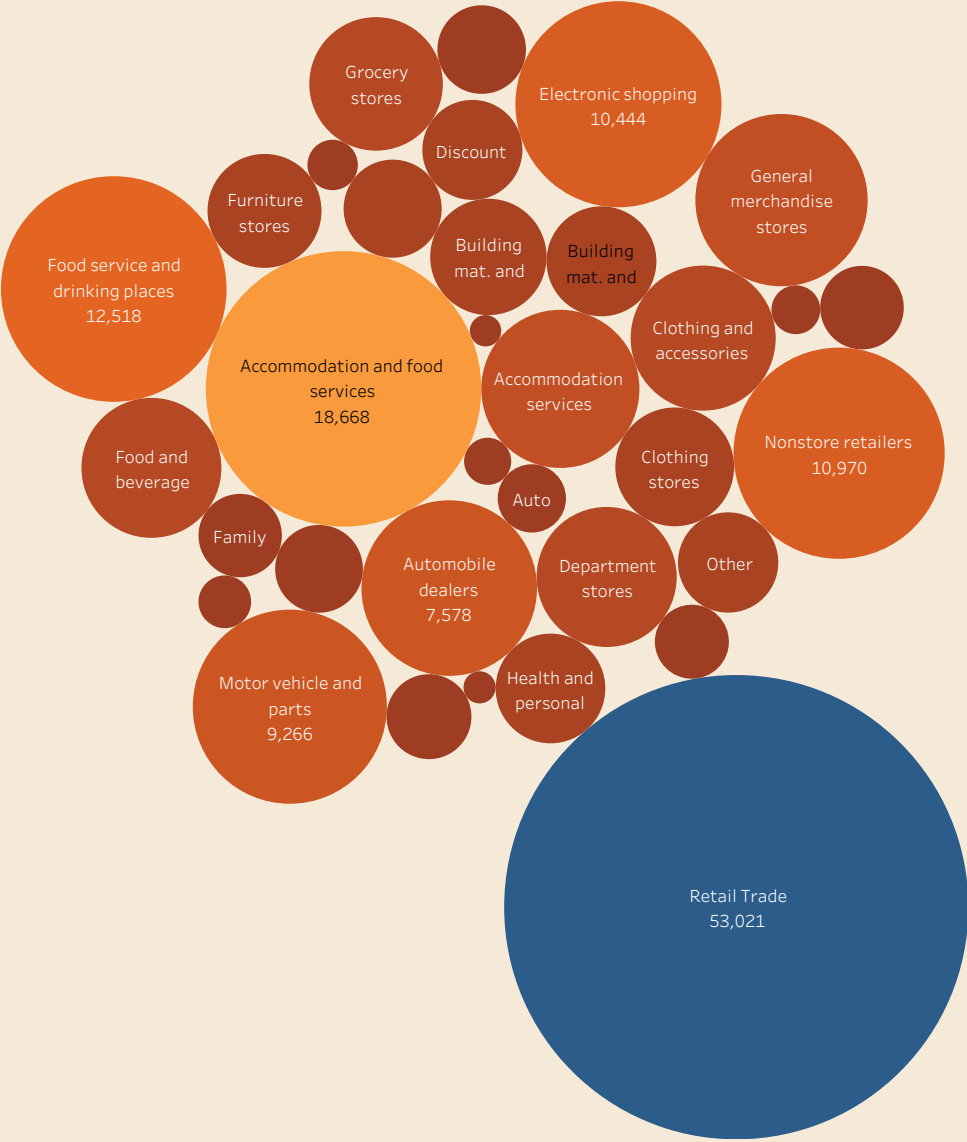 Grocery
stores
Electronic shopping
10,444
Discount
General
merchandise
stores
Furniture
stores
Building
mat. and
Building
mat. and
Food service and
drinking places
12,518
Clothing and
accessories
Accommodation and food
services
18,668
Accommodation
services
Nonstore retailers
10,970
Food and
beverage
Clothing
stores
Auto
Family
Automobile
dealers
7,578
Department
stores
Other
Motor vehicle and
parts
9,266
Health and
personal
Retail Trade
53,021